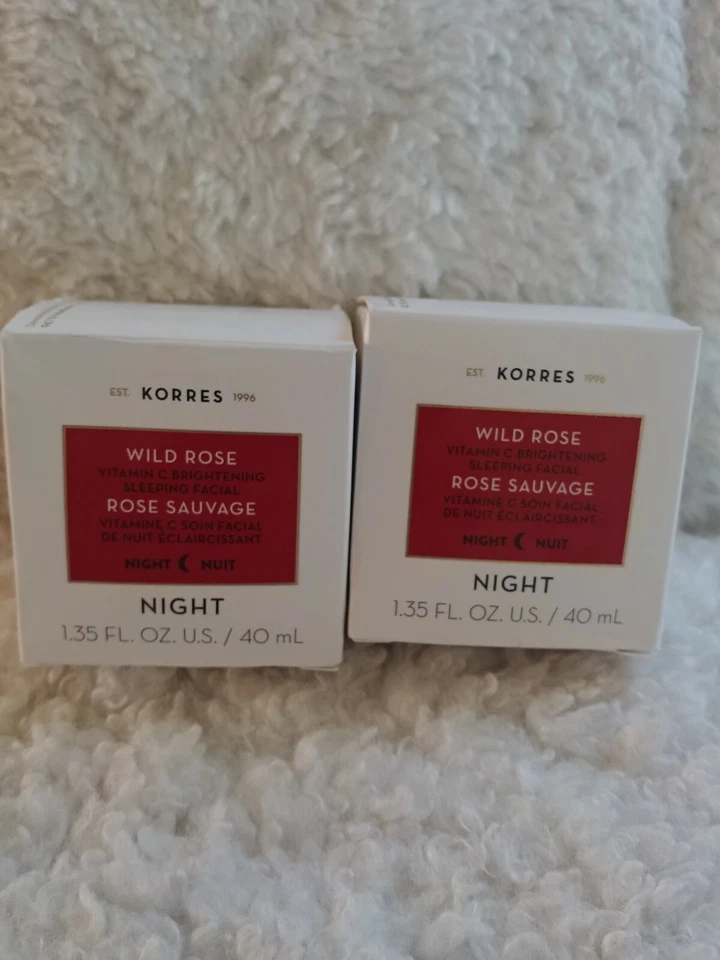 EST. KORRES 1996
WILD ROSE
VITAMIN C BRIGHTENING
SLEEPING FACIAL
ROSE SAUVAGE
VITAMINE C SOIN FACIAL
DE NUIT ÉCLAIRCISSANT
NIGHT NUIT
NIGHT
1.35 FL. OZ. U.S. / 40 mL
EST. KORRES 1996
WILD ROSE
VITAMIN C BRIGHTENING
SLEEPING FACIAL
ROSE SAUVAGE
VITAMINE C SOIN FACIAL
DE NUIT ÉCLAIRCISSANT
NIGHT NUIT
NIGHT
1.35 FL. OZ. U.S. / 40 mL